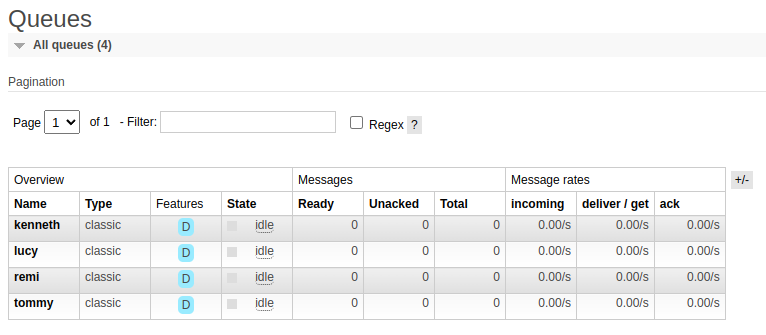 Queues
All queues (4)
Pagination
Page 1 of 1 - Filter: Regex ?
Overview Messages Message rates +/-
Name Type Features State Ready Unacked Total incoming deliver / get ack
kenneth classic D idle 0 0 0 0.00/s 0.00/s 0.00/s
lucy classic D idle 0 0 0 0.00/s 0.00/s 0.00/s
remi classic D idle 0 0 0 0.00/s 0.00/s 0.00/s
tommy classic D idle 0 0 0 0.00/s 0.00/s 0.00/s